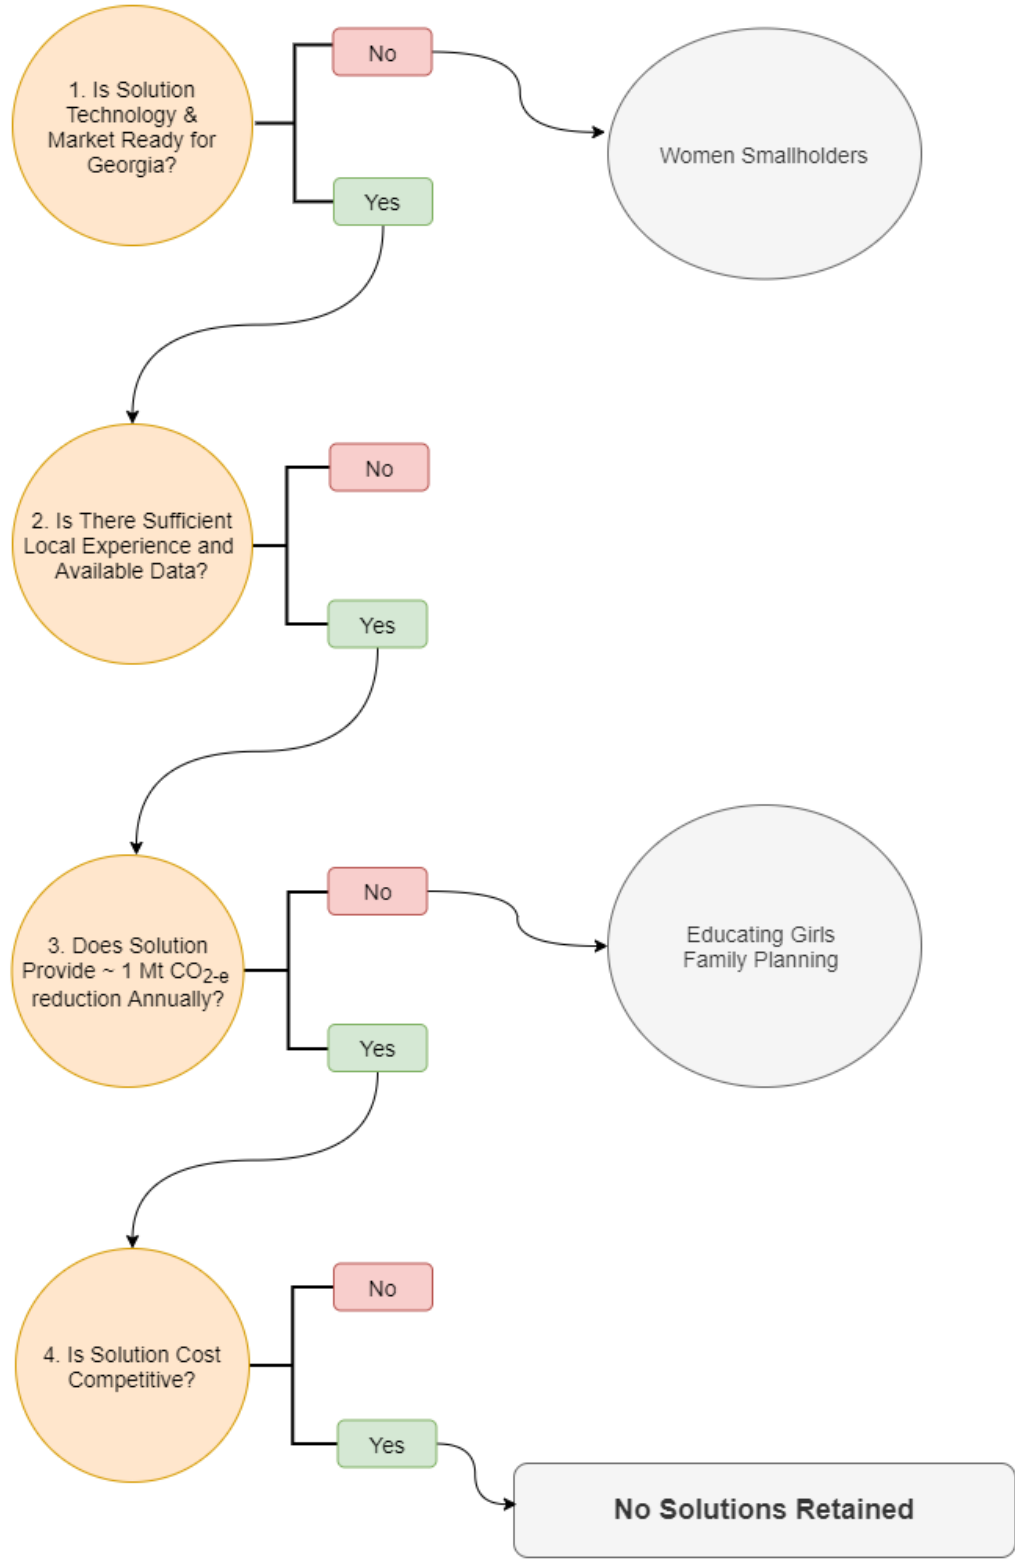 1. Is Solution
Technology &
Market Ready for
Georgia?
No
Yes
Women Smallholders
2. Is There Sufficient
Local Experience and
Available Data?
No
Yes
3. Does Solution
Provide ~ 1 Mt CO2-e
reduction Annually?
No
Yes
Educating Girls
Family Planning
4. Is Solution Cost
Competitive?
No
Yes
No Solutions Retained